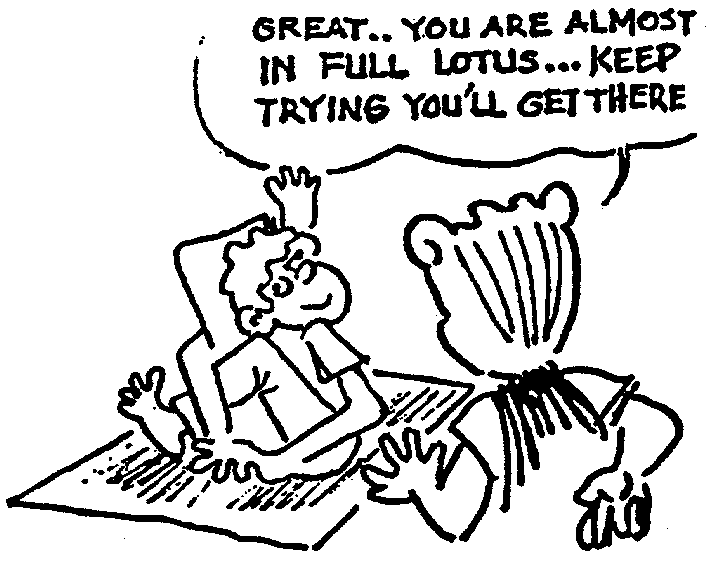 GREAT.. YOU ARE ALMOST
IN FULL LOTUS... KEEP
TRYING YOU'LL GET THERE